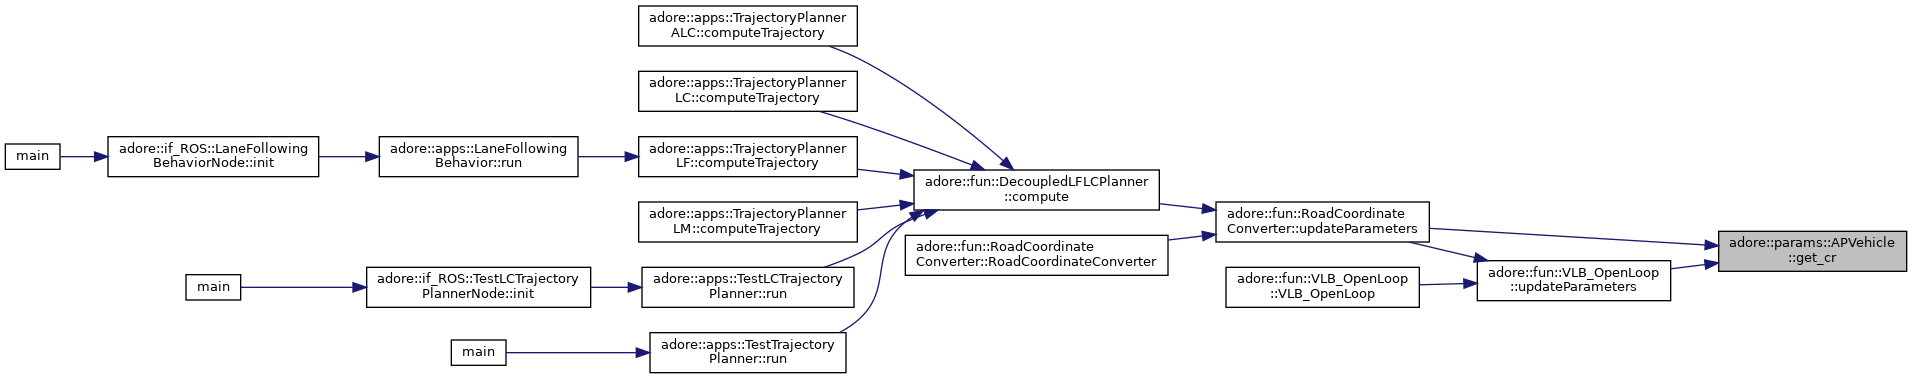 adore::apps::TrajectoryPlanner
ALC::computeTrajectory
adore::apps::TrajectoryPlanner
LC::computeTrajectory
main
adore::if_ROS::LaneFollowing
BehaviorNode::init
adore::apps::LaneFollowing
Behavior::run
adore::apps::TrajectoryPlanner
LF::computeTrajectory
adore::fun::DecoupledLFLCPlanner
::compute
adore::apps::TrajectoryPlanner
LM::computeTrajectory
adore::fun::RoadCoordinate
Converter::updateParameters
adore::fun::RoadCoordinate
Converter::RoadCoordinateConverter
adore::params::APVehicle
::get_cr
main
adore::if_ROS::TestLCTrajectory
PlannerNode::init
adore::apps::TestLCTrajectory
Planner::run
adore::fun::VLB_OpenLoop
::VLB_OpenLoop
adore::fun::VLB_OpenLoop
::updateParameters
main
adore::apps::TestTrajectory
Planner::run